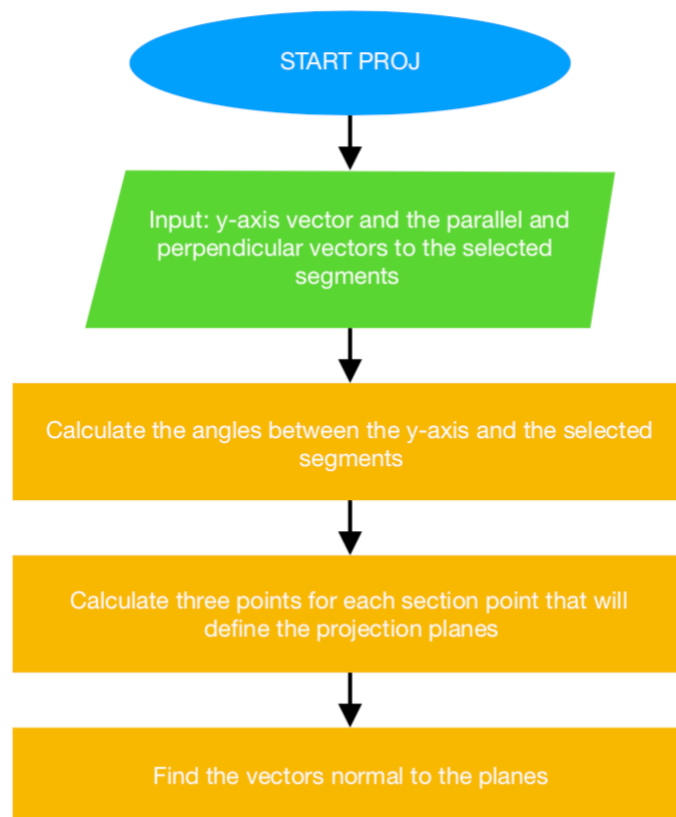 START PROJ
Input: y-axis vector and the parallel and
perpendicular vectors to the selected
segments
Calculate the angles between the y-axis and the selected
segments
Calculate three points for each section point that will
define the projection planes
Find the vectors normal to the planes